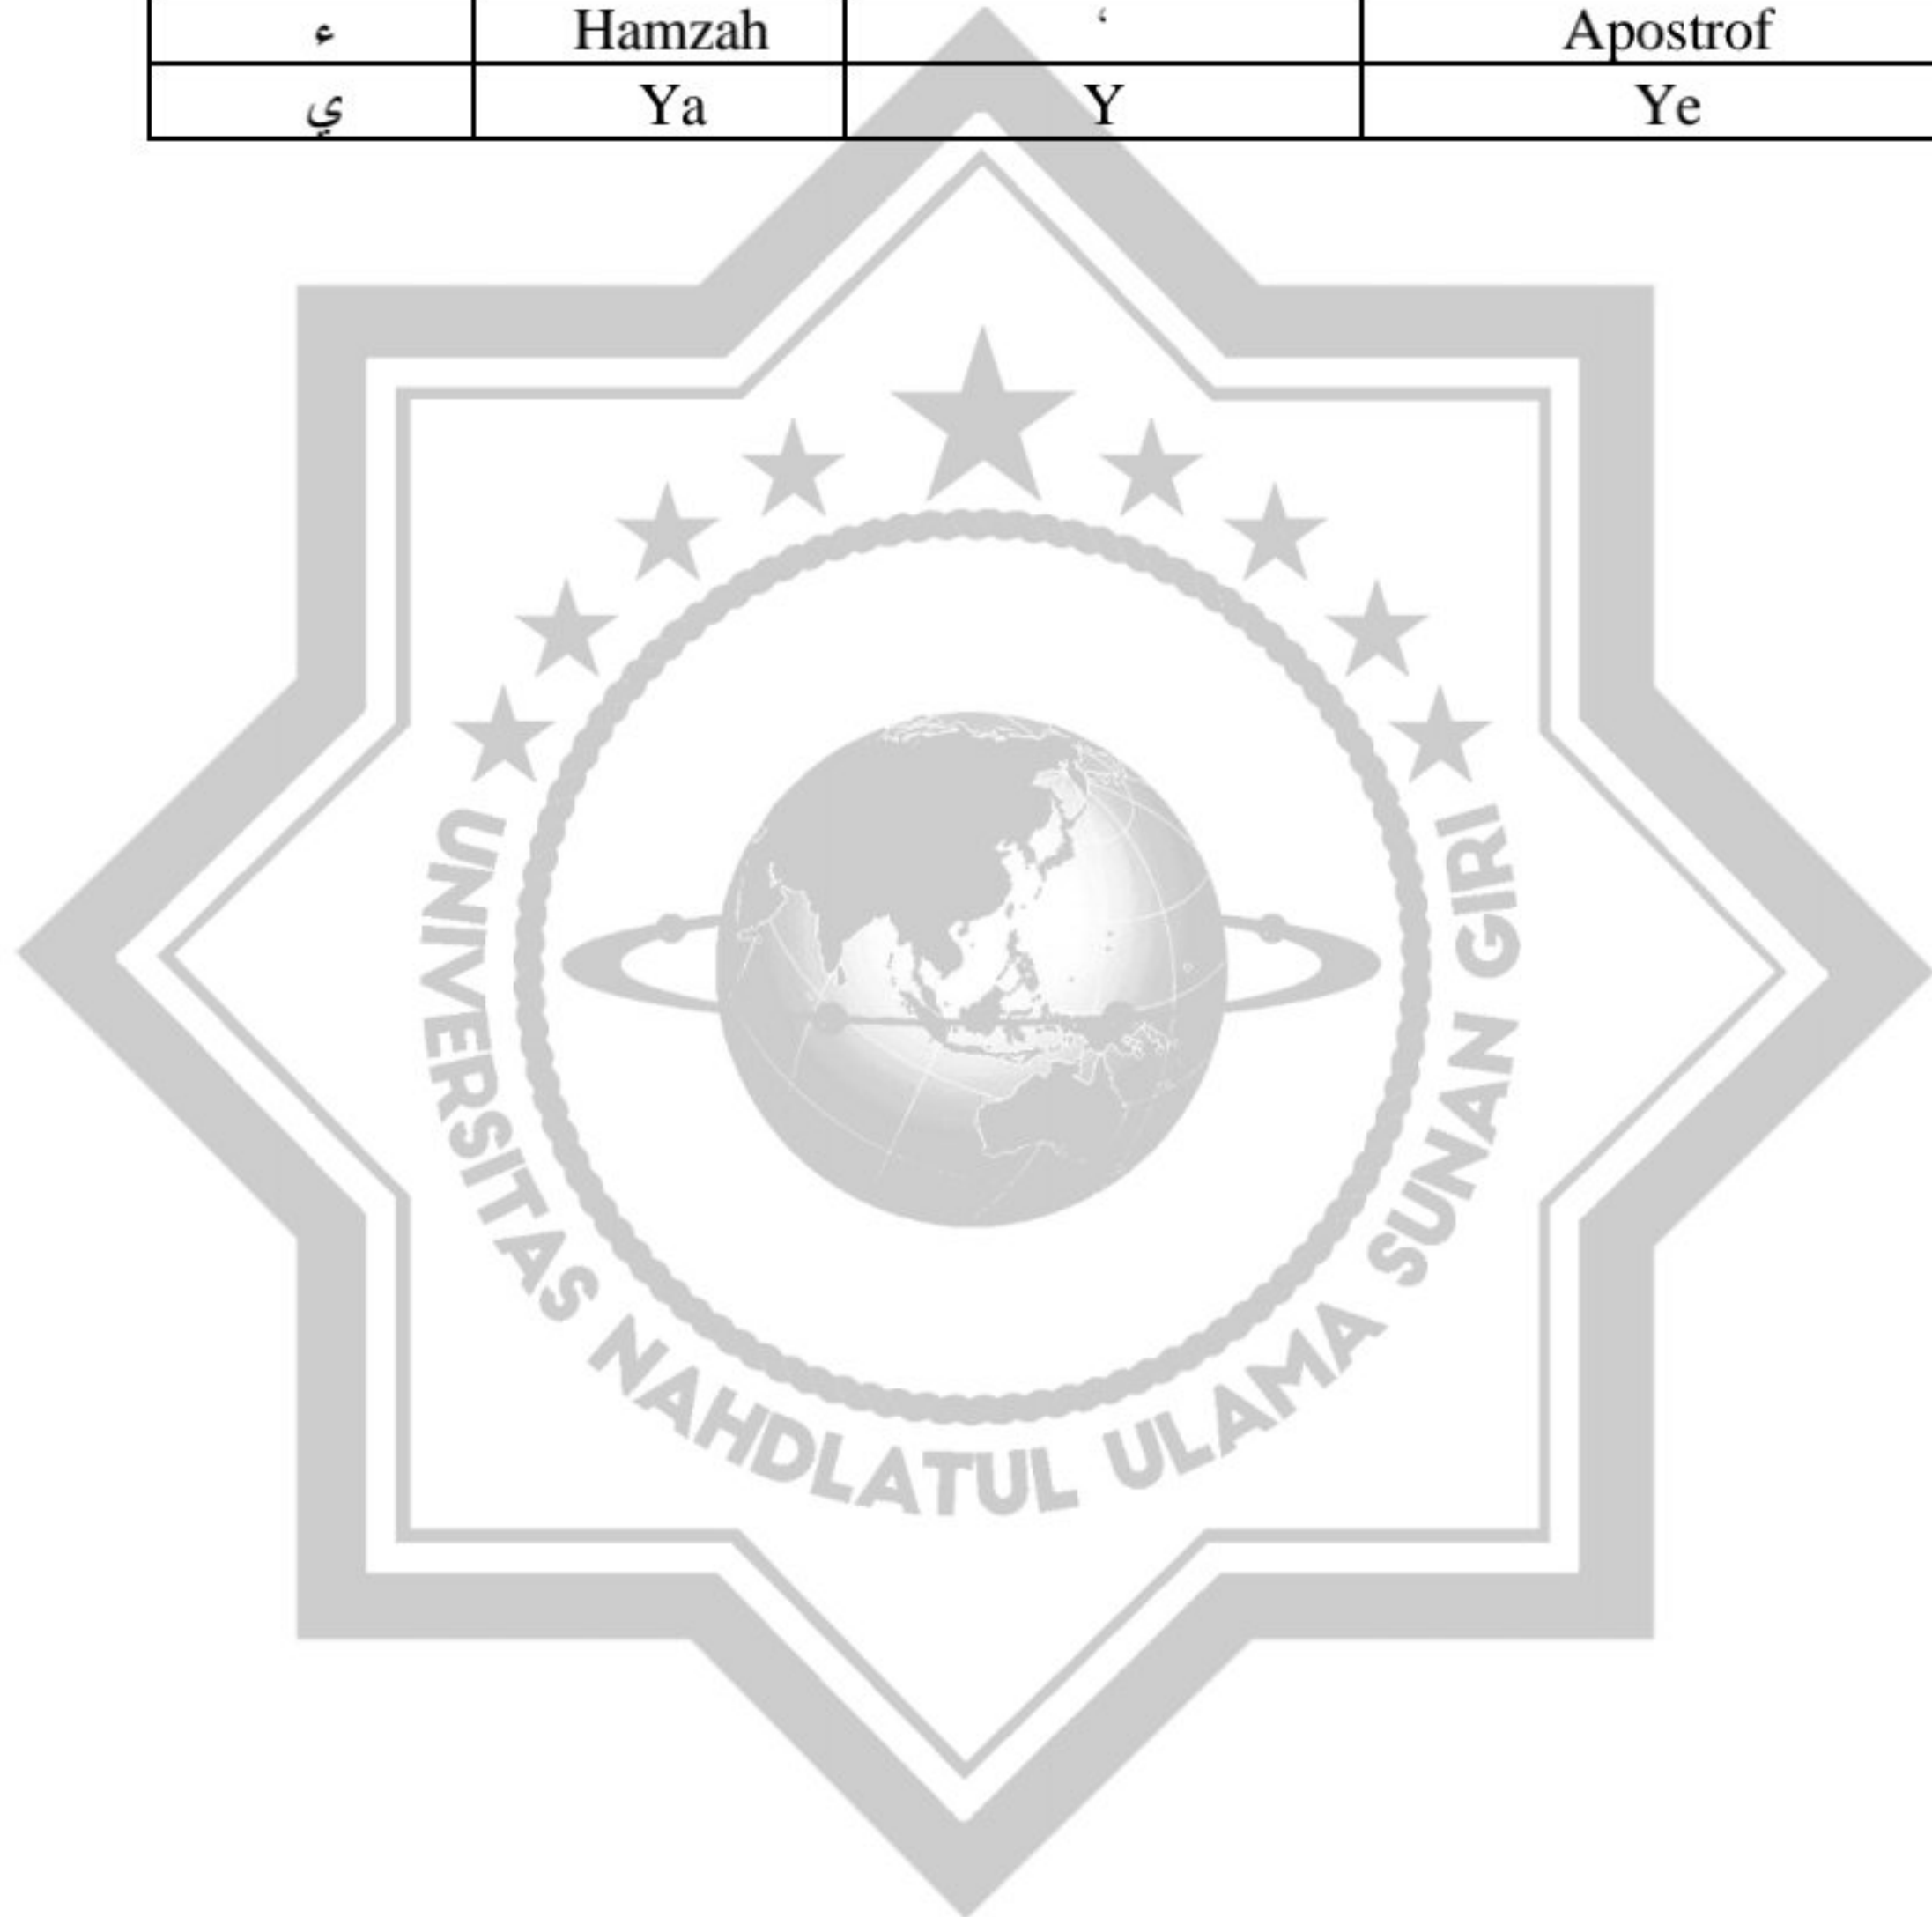 ء Hamzah ‘ Apostrof
ي Ya Y Ye
UNIVERSITAS NAHDLATUL ULAMA SUNAN GIRI